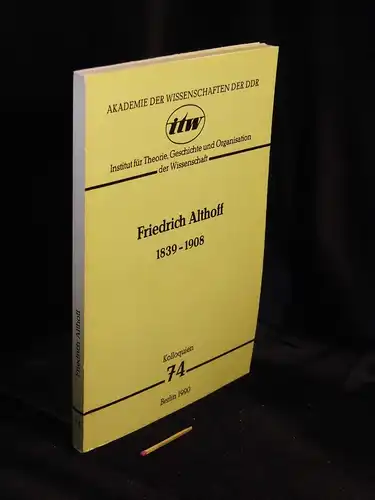 AKADEMIE DER WISSENSCHAFTEN DER DDR
itw
Institut für Theorie, Geschichte und Organisation
der Wissenschaft
Friedrich Althoff
1839-1908
Kolloquien
74
Berlin 1990
Friedrich Althoff